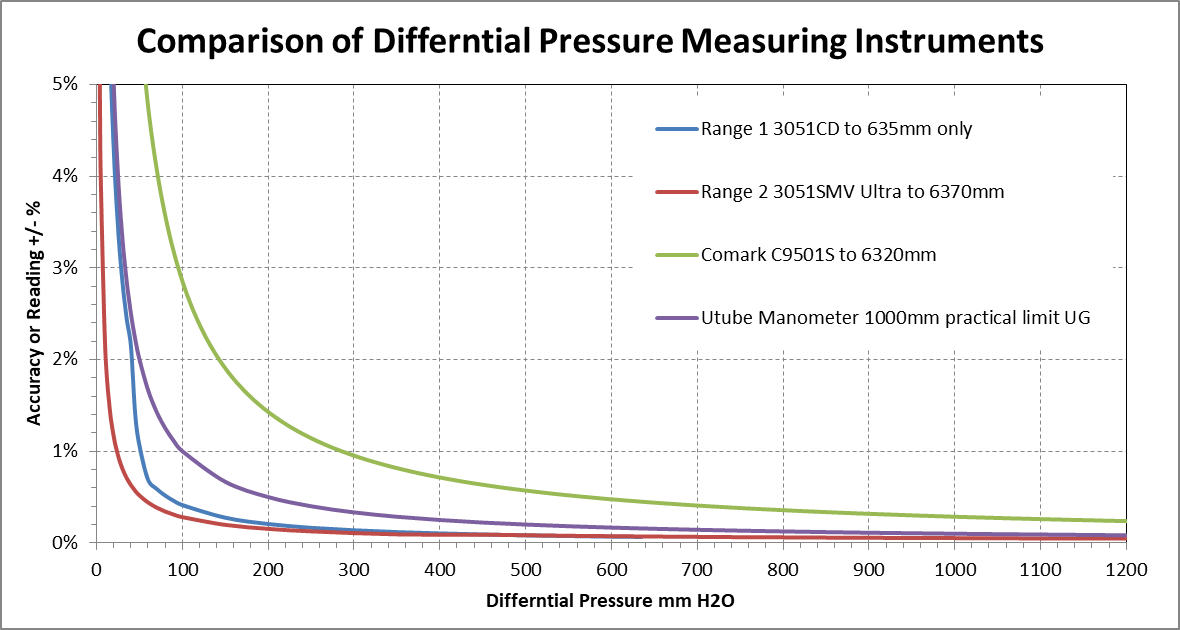 Comparison of Differntial Pressure Measuring Instruments
Accuracy or Reading +/- %
5%
4%
3%
2%
1%
0%
Range 1 3051CD to 635mm only
Range 2 3051SMV Ultra to 6370mm
Comark C9501S to 6320mm
Utube Manometer 1000mm practical limit UG
0 100 200 300 400 500 600 700 800 900 1000 1100 1200
Differntial Pressure mm H2O